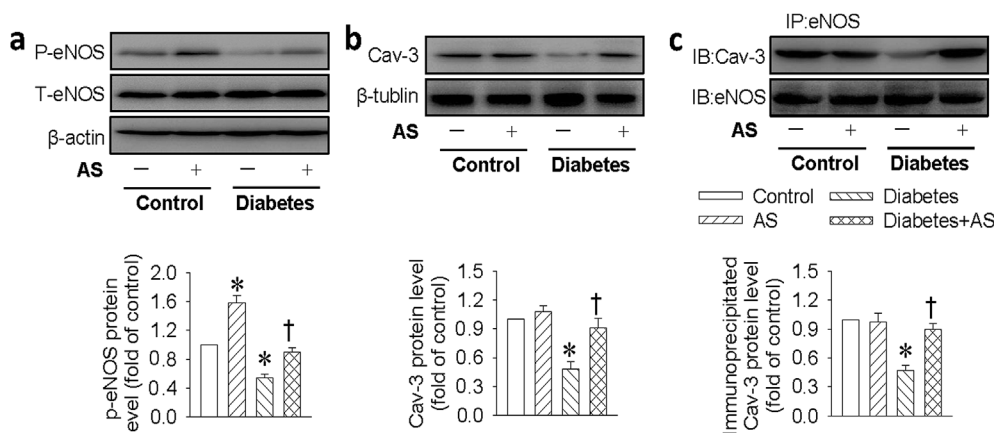 a
P-eNOS
T-eNOS
β-actin
AS − + − +
Control Diabetes
p-eNOS protein
level (fold of control)
2.0
1.6
1.2
0.8
0.4
0.0
* * †
b
Cav-3
β-tublin
AS − + − +
Control Diabetes
Cav-3 protein level
(fold of control)
1.5
1.2
0.9
0.6
0.3
0.0
* †
c
IP:eNOS
IB:Cav-3
IB:eNOS
AS − + − +
Control Diabetes
Control Diabetes
AS Diabetes+AS
Immunoprecipitated
Cav-3 protein level
(fold of control)
1.5
1.2
0.9
0.6
0.3
0.0
* †